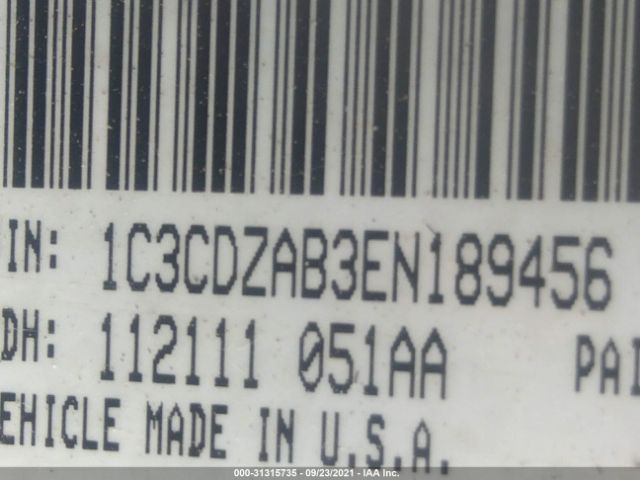 IN: 1C3CDZAB3EN189456
DH: 112111 051AA PAI
EHICLE MADE IN U.S.A.
000-31315735 - 09/23/2021 - IAA Inc.